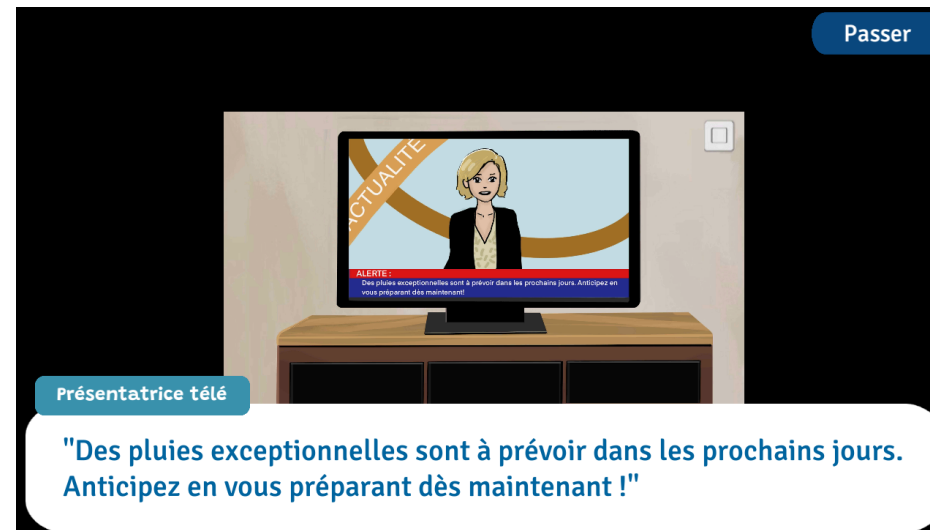 Passer
ACTUALITE
ALERTE :
Des pluies exceptionnelles sont à prévoir dans les prochains jours. Anticipez en
vous préparant dès maintenant!
Présentatrice télé
"Des pluies exceptionnelles sont à prévoir dans les prochains jours.
Anticipez en vous préparant dès maintenant !"